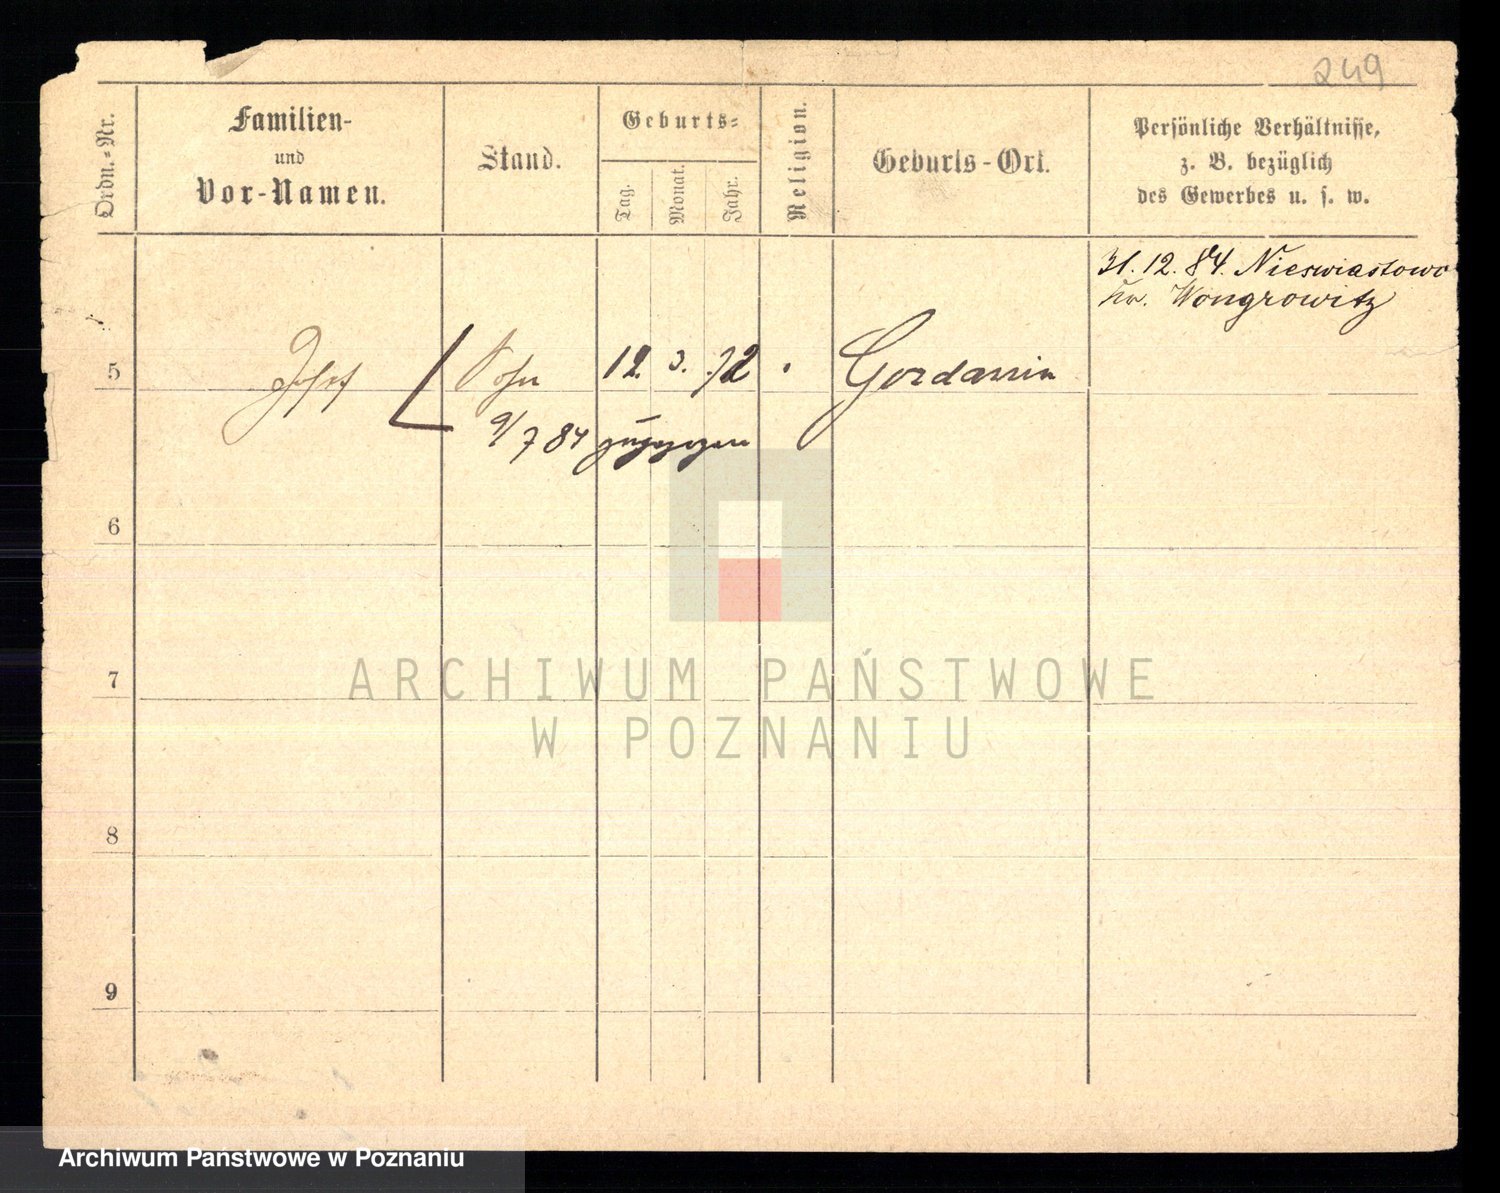 249
Ordn.-Nr.
Familien-
und
Vor-Namen.
Stand.
Geburts-
Tag.
Monat.
Jahr.
Religion.
Geburts-Ort.
Persönliche Verhältnisse,
z. B. bezüglich
des Gewerbes u. s. w.
31.12.84. Nieswiastowo
Kr. Wongrowitz
5 Josef Sohn 12. 3. 72 Gordanin
9/7 84 zugezogen
6
7
8
9
ARCHIWUM PAŃSTWOWE
W POZNANIU
Archiwum Państwowe w Poznaniu